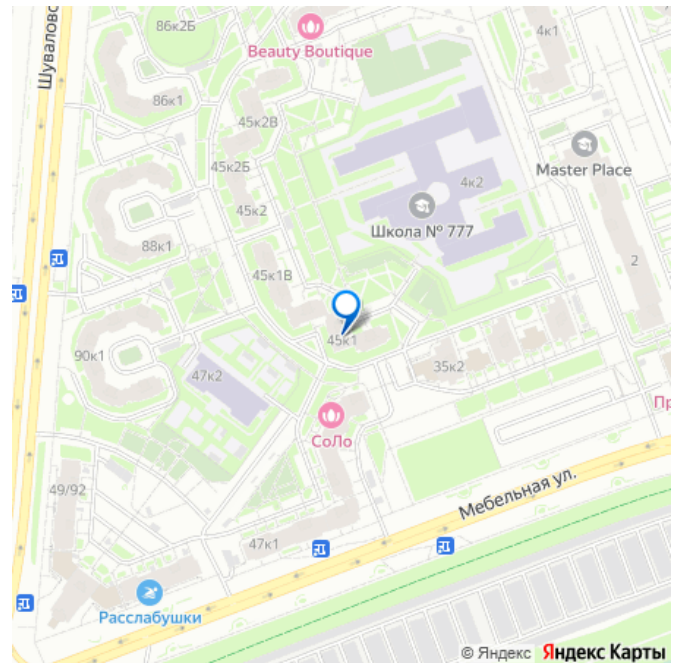 86к2Б
4к1
Beauty Boutique
Шуваловс
86к1
45к2В
Master Place
45к2Б
4к2
45к2
Школа № 777
88к1
2
45к1В
45к1
90к1
35к2
47к2
Пр
СоЛо
49/92
Мебельная ул.
47к1
Расслабушки
© Яндекс Яндекс Карты